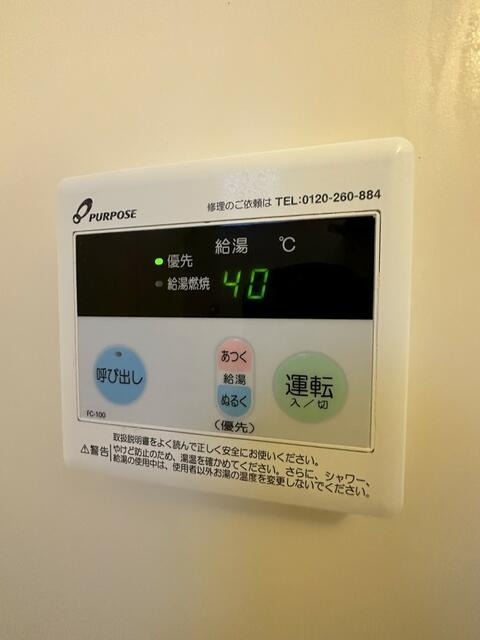 PURPOSE
修理のご依頼は TEL:0120-260-884
給湯 ℃
優先
給湯燃焼
40
呼び出し
あつく
給湯
ぬるく
(優先)
運転
入/切
FC-100
取扱説明書をよく読んで正しく安全にお使いください。
⚠警告 やけど防止のため、湯温を確かめてください。さらに、シャワー、
給湯の使用中は、使用者以外お湯の温度を変更しないでください。